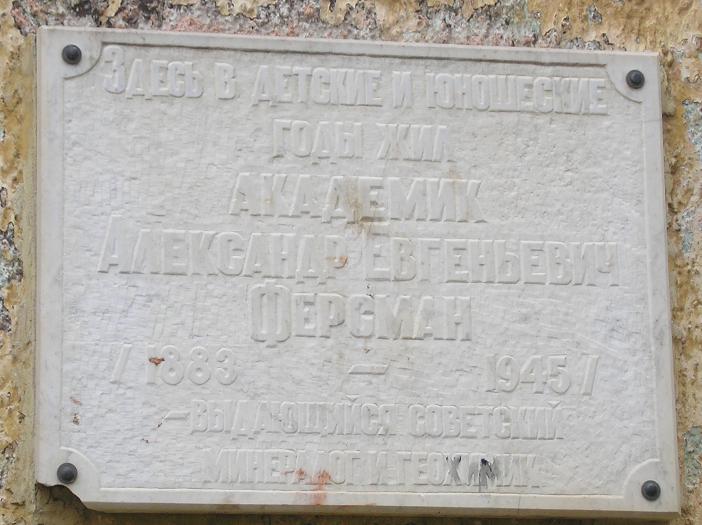 Здесь в детские и юношеские
годы жил
академик
Александр Евгеньевич
Ферсман
/1883 — 1945/
– выдающийся советский
минералог и геохимик